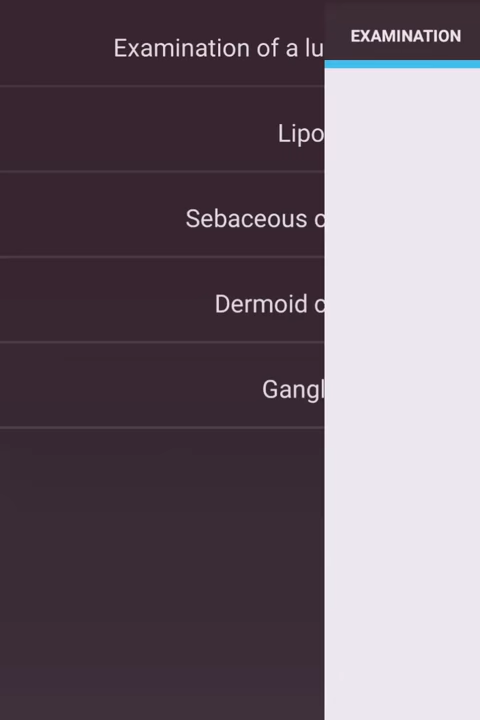 Examination of a lu
EXAMINATION
Lipo
Sebaceous c
Dermoid c
Gangl